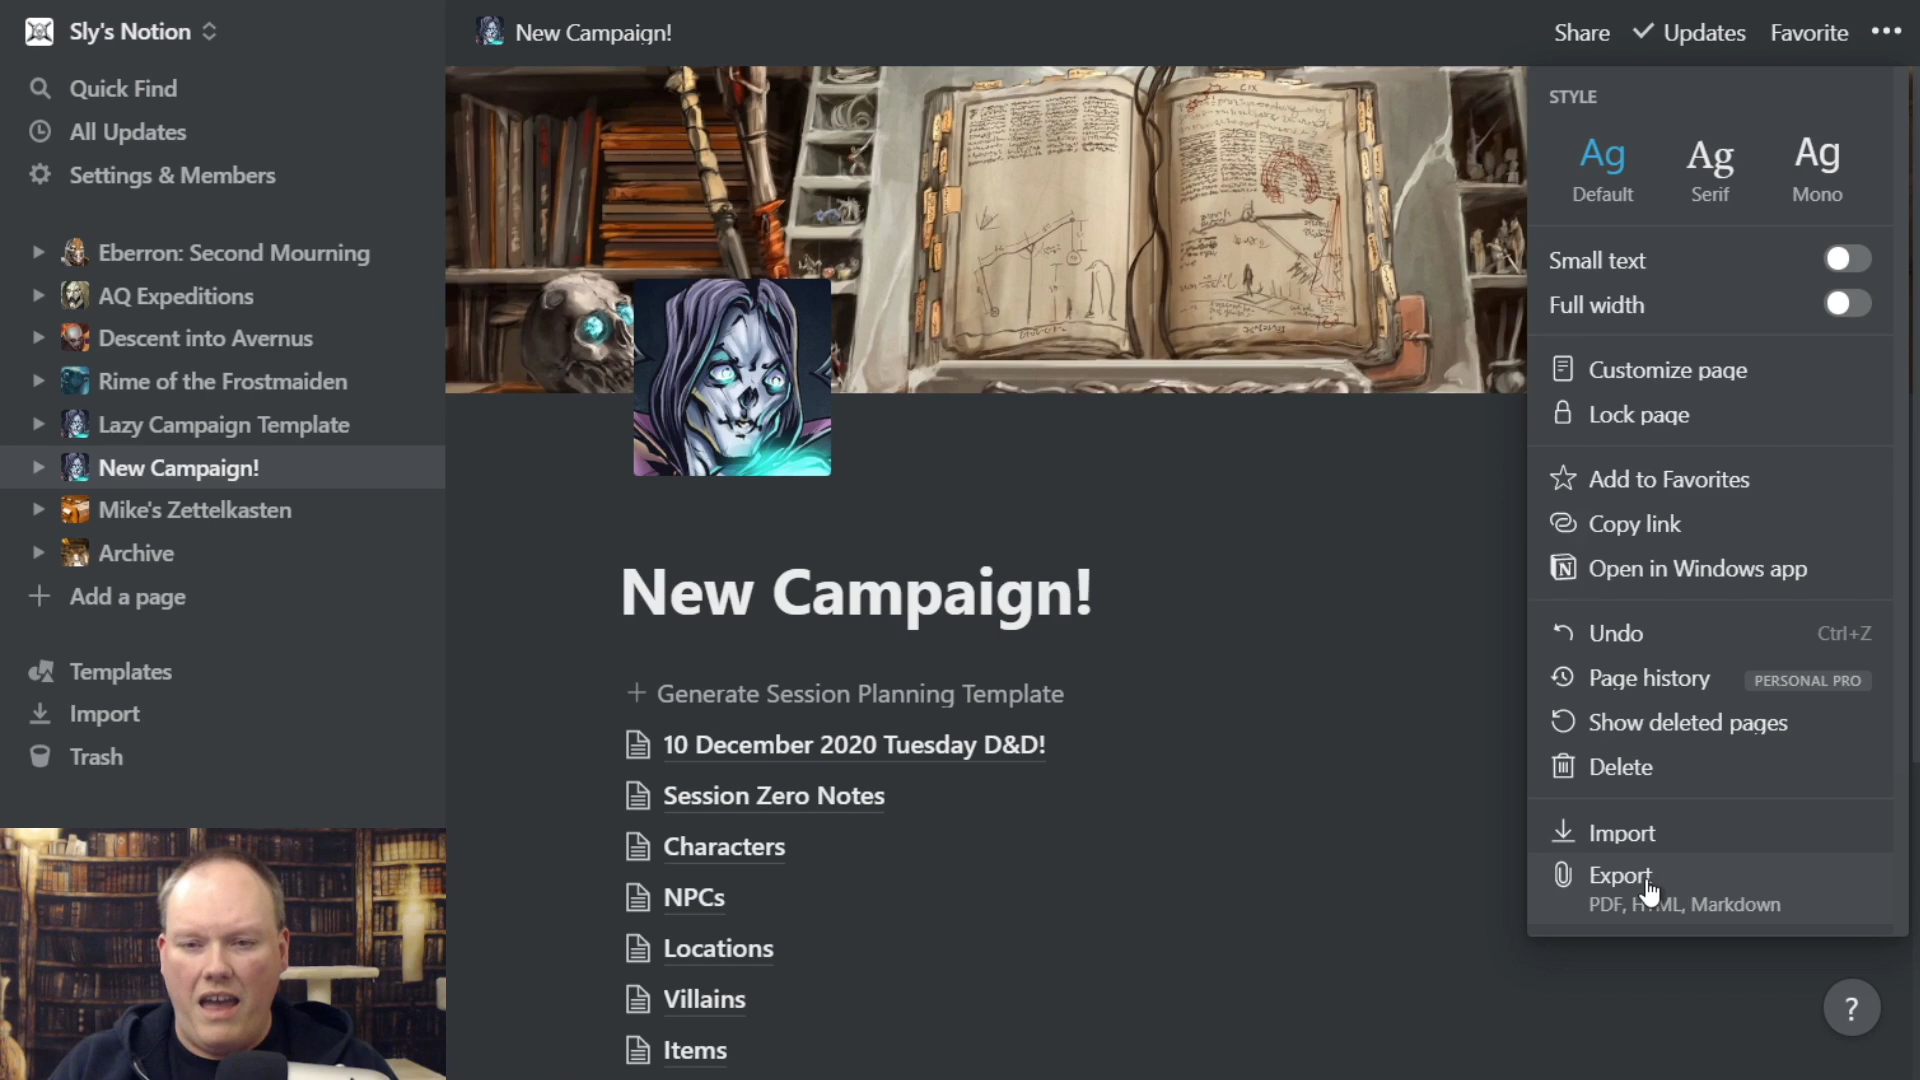 Sly's Notion
Quick Find
All Updates
Settings & Members
Eberron: Second Mourning
AQ Expeditions
Descent into Avernus
Rime of the Frostmaiden
Lazy Campaign Template
New Campaign!
Mike's Zettelkasten
Archive
Add a page
Templates
Import
Trash
New Campaign!
Share
Updates
Favorite
New Campaign!
Generate Session Planning Template
10 December 2020 Tuesday D&D!
Session Zero Notes
Characters
NPCs
Locations
Villains
Items
STYLE
Ag Ag Ag
Default Serif Mono
Small text
Full width
Customize page
Lock page
Add to Favorites
Copy link
Open in Windows app
Undo Ctrl+Z
Page history PERSONAL PRO
Show deleted pages
Delete
Import
Export
PDF, HTML, Markdown
?